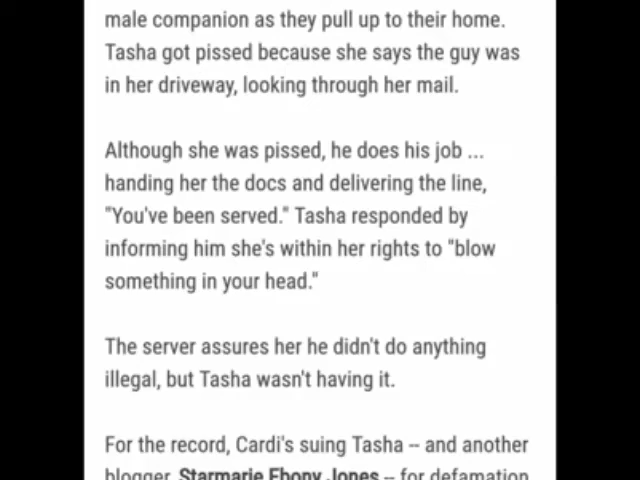 male companion as they pull up to their home.
Tasha got pissed because she says the guy was
in her driveway, looking through her mail.
Although she was pissed, he does his job ...
handing her the docs and delivering the line,
"You've been served." Tasha responded by
informing him she's within her rights to "blow
something in your head."
The server assures her he didn't do anything
illegal, but Tasha wasn't having it.
For the record, Cardi's suing Tasha -- and another
blogger, Starmarie Ebony Jones -- for defamation